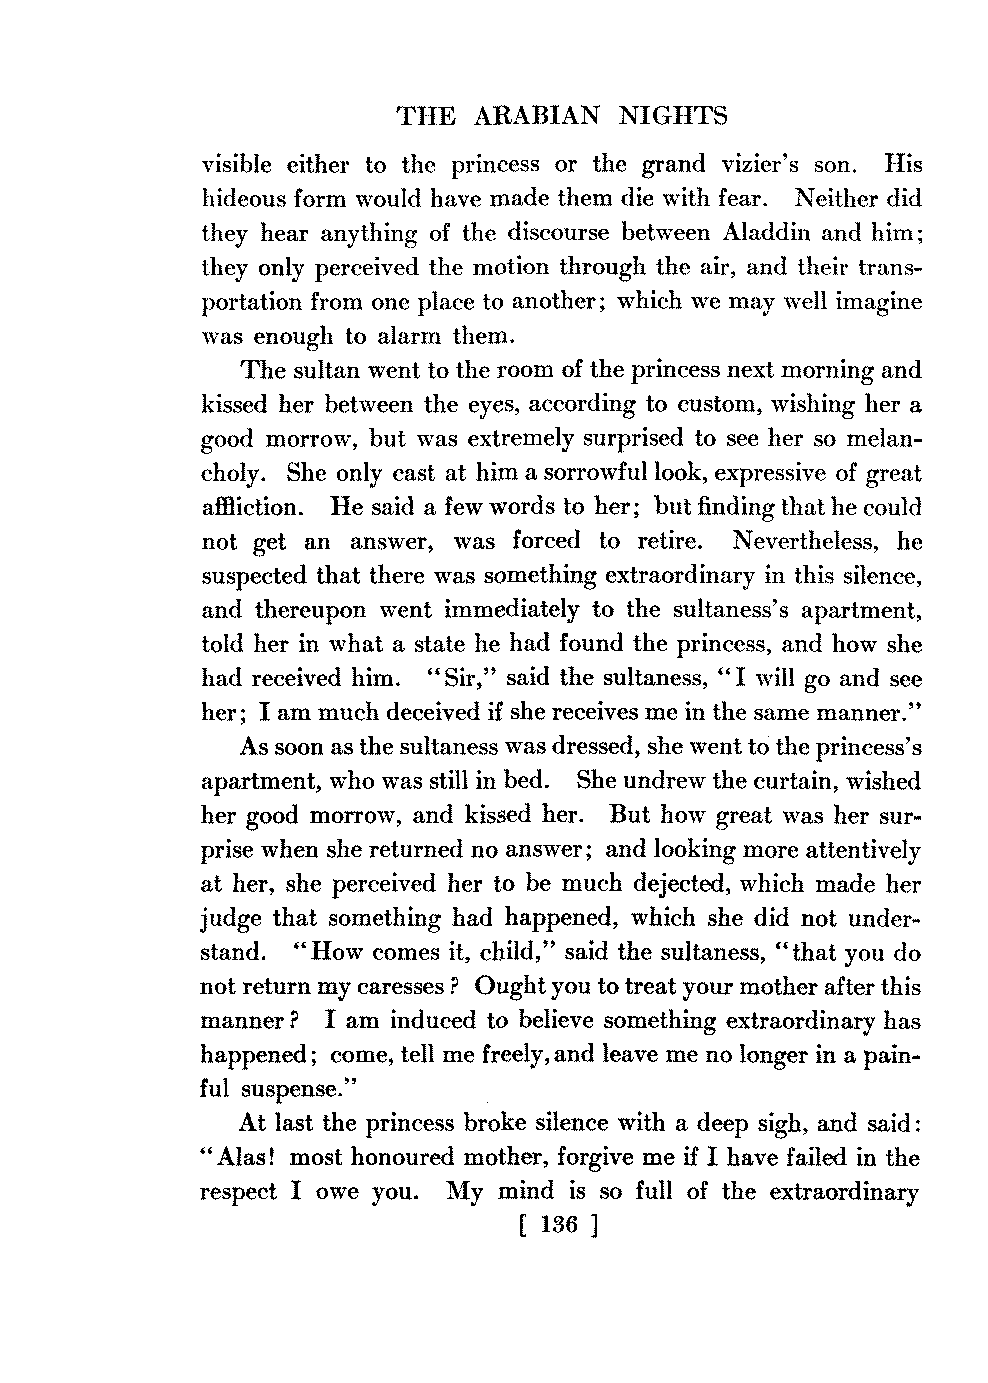 THE ARABIAN NIGHTS
visible either to the princess or the grand vizier's son. His
hideous form would have made them die with fear. Neither did
they hear anything of the discourse between Aladdin and him;
they only perceived the motion through the air, and their trans-
portation from one place to another; which we may well imagine
was enough to alarm them.
The sultan went to the room of the princess next morning and
kissed her between the eyes, according to custom, wishing her a
good morrow, but was extremely surprised to see her so melan-
choly. She only cast at him a sorrowful look, expressive of great
affliction. He said a few words to her; but finding that he could
not get an answer, was forced to retire. Nevertheless, he
suspected that there was something extraordinary in this silence,
and thereupon went immediately to the sultaness's apartment,
told her in what a state he had found the princess, and how she
had received him. "Sir," said the sultaness, "I will go and see
her; I am much deceived if she receives me in the same manner."
As soon as the sultaness was dressed, she went to the princess's
apartment, who was still in bed. She undrew the curtain, wished
her good morrow, and kissed her. But how great was her sur-
prise when she returned no answer; and looking more attentively
at her, she perceived her to be much dejected, which made her
judge that something had happened, which she did not under-
stand. "How comes it, child," said the sultaness, "that you do
not return my caresses? Ought you to treat your mother after this
manner? I am induced to believe something extraordinary has
happened; come, tell me freely, and leave me no longer in a pain-
ful suspense."
At last the princess broke silence with a deep sigh, and said:
"Alas! most honoured mother, forgive me if I have failed in the
respect I owe you. My mind is so full of the extraordinary
[ 136 ]